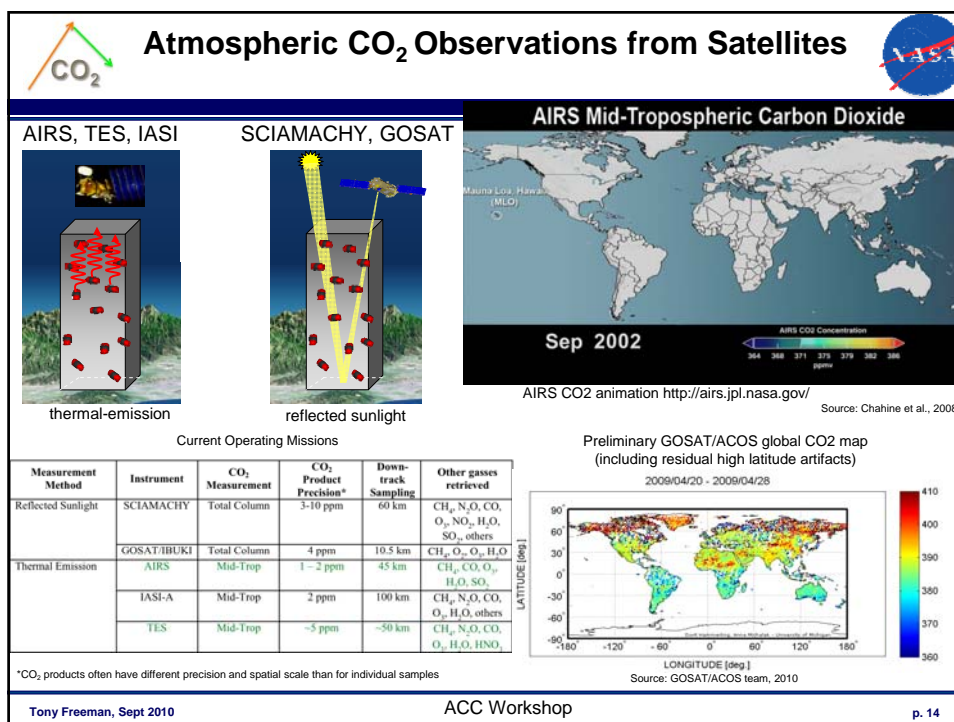 Atmospheric CO₂ Observations from Satellites
CO₂
NASA
AIRS, TES, IASI
SCIAMACHY, GOSAT
thermal-emission
reflected sunlight
AIRS Mid-Tropospheric Carbon Dioxide
Mauna Loa, Hawaii
(MLO)
Sep 2002
AIRS CO2 Concentration
364 368 371 375 379 382 386
ppmv
AIRS CO2 animation http://airs.jpl.nasa.gov/
Source: Chahine et al., 2008
Current Operating Missions
Measurement Method | Instrument | CO₂ Measurement | CO₂ Product Precision* | Down-track Sampling | Other gasses retrieved
Reflected Sunlight | SCIAMACHY | Total Column | 3-10 ppm | 60 km | CH₄, N₂O, CO, O₃, NO₂, H₂O, SO₂, others
GOSAT/IBUKI | Total Column | 4 ppm | 10.5 km | CH₄, O₂, O₃, H₂O
Thermal Emission | AIRS | Mid-Trop | 1 – 2 ppm | 45 km | CH₄, CO, O₃, H₂O, SO₂
IASI-A | Mid-Trop | 2 ppm | 100 km | CH₄, N₂O, CO, O₃, H₂O, others
TES | Mid-Trop | ~5 ppm | ~50 km | CH₄, N₂O, CO, O₃, H₂O, HNO₃
*CO₂ products often have different precision and spatial scale than for individual samples
Preliminary GOSAT/ACOS global CO2 map
(including residual high latitude artifacts)
2009/04/20 - 2009/04/28
LATITUDE [deg.]
90
60
30
0
-30
-60
-90
-180 -120 -60 0 60 120 180
LONGITUDE [deg.]
410
400
390
380
370
360
University of Michigan
Source: GOSAT/ACOS team, 2010
Tony Freeman, Sept 2010
ACC Workshop
p. 14